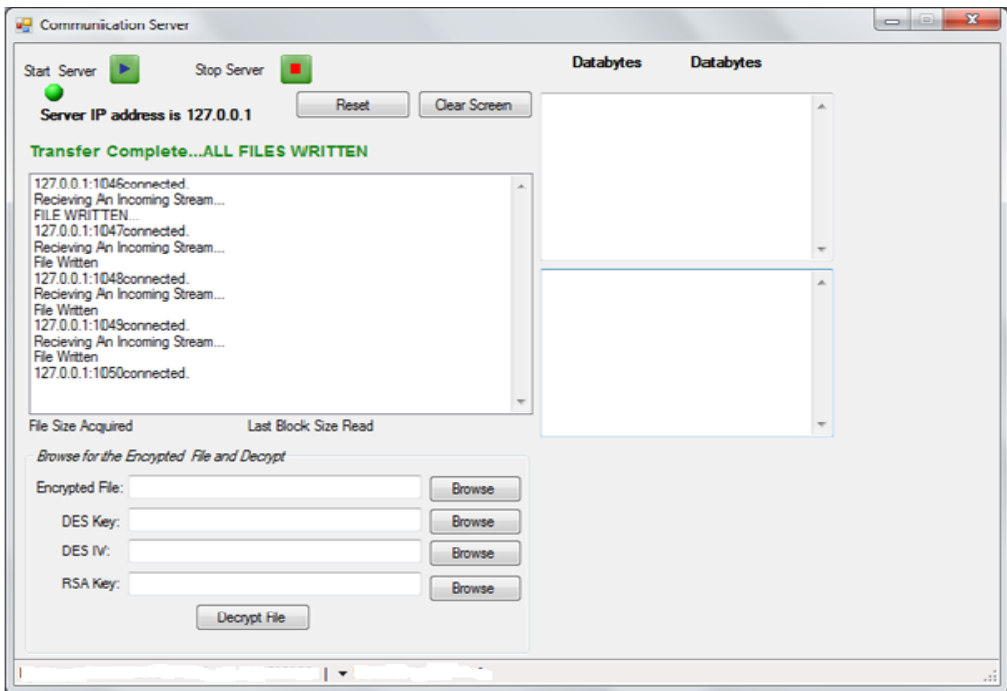 Communiication Server
Start Server Stop Server
Server IP address is 127.0.0.1
Reset Clear Screen
Databytes Databytes
Transfer Complete...ALL FILES WRITTEN
127.0.0.1:1046connected.
Recieving An Incoming Stream...
FILE WRITTEN...
127.0.0.1:1047connected.
Recieving An Incoming Stream...
File Written
127.0.0.1:1048connected.
Recieving An Incoming Stream...
File Written
127.0.0.1:1049connected.
Recieving An Incoming Stream...
File Written
127.0.0.1:1050connected.
File Size Acquired Last Block Size Read
Browse for the Encrypted File and Decrypt
Encrypted File: Browse
DES Key: Browse
DES IV: Browse
RSA Key: Browse
Decrypt File